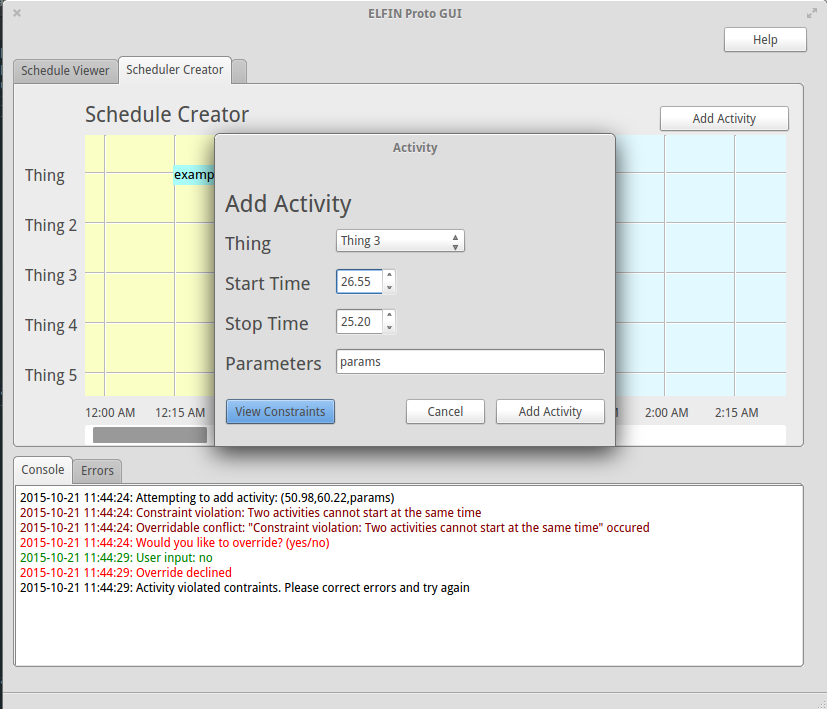 ELFIN Proto GUI
Help
Schedule Viewer
Scheduler Creator
Schedule Creator
Add Activity
Activity
Thing
examp
Thing 2
Thing 3
Thing 4
Thing 5
Add Activity
Thing
Thing 3
Start Time
26.55
Stop Time
25.20
Parameters
params
View Constraints
Cancel
Add Activity
12:00 AM 12:15 AM 2:00 AM 2:15 AM
Console
Errors
2015-10-21 11:44:24: Attempting to add activity: (50.98,60.22,params)
2015-10-21 11:44:24: Constraint violation: Two activities cannot start at the same time
2015-10-21 11:44:24: Overridable conflict: "Constraint violation: Two activities cannot start at the same time" occured
2015-10-21 11:44:24: Would you like to override? (yes/no)
2015-10-21 11:44:29: User input: no
2015-10-21 11:44:29: Override declined
2015-10-21 11:44:29: Activity violated contraints. Please correct errors and try again